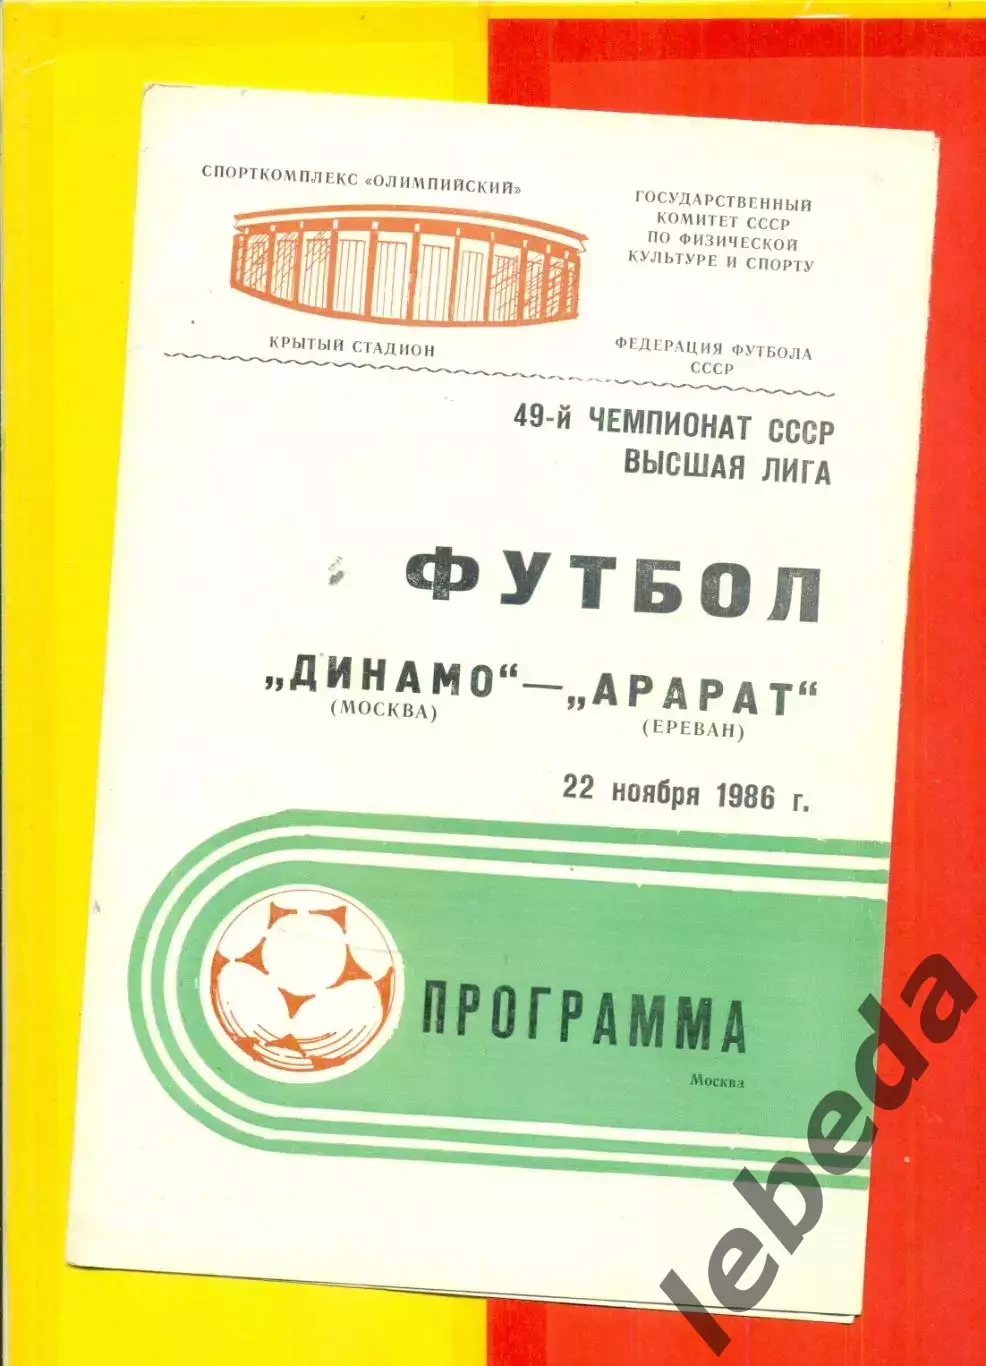 СПОРТКОМПЛЕКС «ОЛИМПИЙСКИЙ»
КРЫТЫЙ СТАДИОН
ГОСУДАРСТВЕННЫЙ
КОМИТЕТ СССР
ПО ФИЗИЧЕСКОЙ
КУЛЬТУРЕ И СПОРТУ
ФЕДЕРАЦИЯ ФУТБОЛА
СССР
49-й ЧЕМПИОНАТ СССР
ВЫСШАЯ ЛИГА
ФУТБОЛ
„ДИНАМО“ — „АРАРАТ“
(МОСКВА) (ЕРЕВАН)
22 ноября 1986 г.
ПРОГРАММА
Москва
lebeda